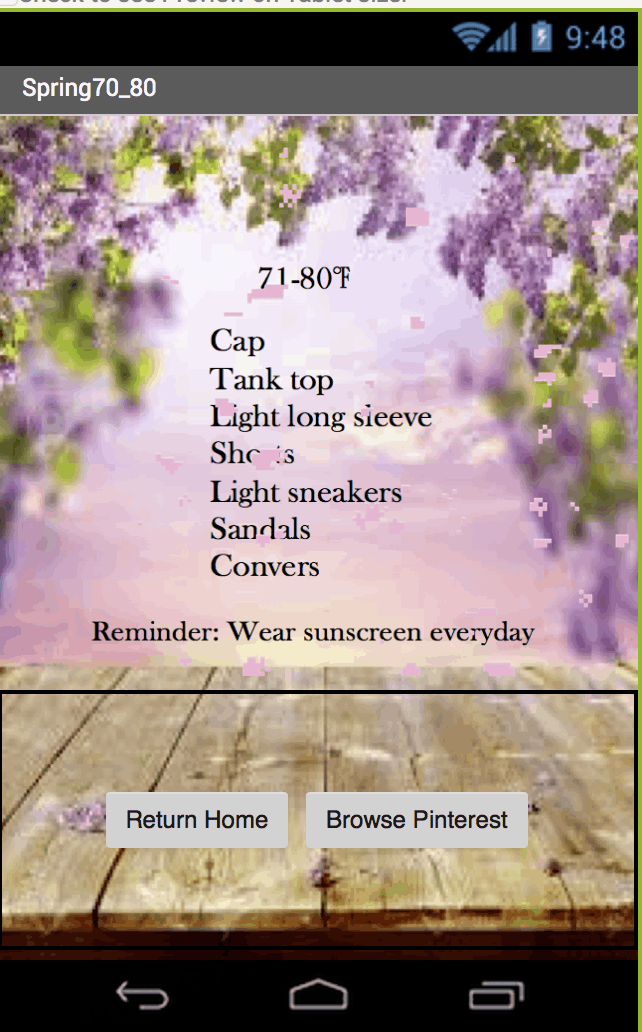 9:48
Spring70_80
71-80°F
Cap
Tank top
Light long sleeve
Shorts
Light sneakers
Sandals
Convers
Reminder: Wear sunscreen everyday
Return Home
Browse Pinterest